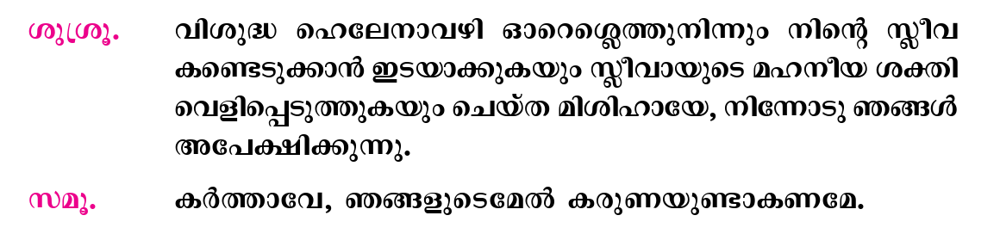 ശുശ്രൂ. വിശുദ്ധ ഹെലേനാവഴി ഓറെശ്ലെത്തുനിന്നും നിന്റെ സ്ലീവ
കണ്ടെടുക്കാൻ ഇടയാക്കുകയും സ്ലീവായുടെ മഹനീയ ശക്തി
വെളിപ്പെടുത്തുകയും ചെയ്ത മിശിഹായേ, നിന്നോടു ഞങ്ങൾ
അപേക്ഷിക്കുന്നു.
സമൂ. കർത്താവേ, ഞങ്ങളുടെമേൽ കരുണയുണ്ടാകണമേ.